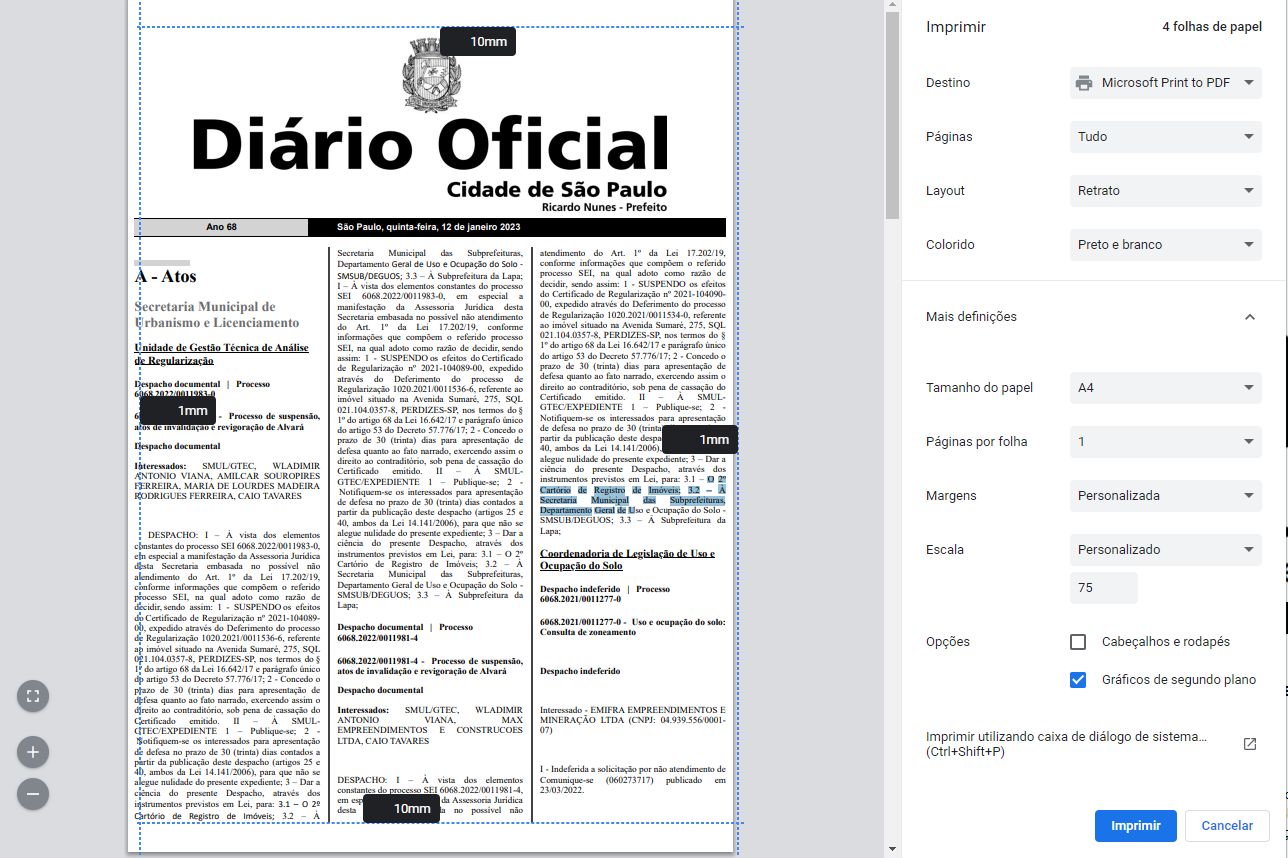 10mm
Diário Oficial
Cidade de São Paulo
Ricardo Nunes - Prefeito
Ano 68
São Paulo, quinta-feira, 12 de janeiro 2023
A - Atos
Secretaria Municipal de
Urbanismo e Licenciamento
Unidade de Gestão Técnica de Análise
de Regularização
Despacho documental | Processo
6068.2022/0011983-0
1mm
- Processo de suspensão,
atos de invalidação e revigoração de Alvará
Despacho documental
Interessados: SMUL/GTEC, WLADIMIR
ANTONIO VIANA, AMILCAR SOUROPIRES
FERREIRA, MARIA DE LOURDES MADEIRA
RODRIGUES FERREIRA, CAIO TAVARES
DESPACHO: I – À vista dos elementos
constantes do processo SEI 6068.2022/0011983-0,
em especial a manifestação da Assessoria Jurídica
desta Secretaria embasada no possível não
atendimento do Art. 1º da Lei 17.202/19,
conforme informações que compõem o referido
processo SEI, na qual adoto como razão de
decidir, sendo assim: 1 - SUSPENDO os efeitos
do Certificado de Regularização nº 2021-104089-
00, expedido através do Deferimento do processo
de Regularização 1020.2021/0011536-6, referente
ao imóvel situado na Avenida Sumaré, 275, SQL
021.104.0357-8, PERDIZES-SP, nos termos do §
1º do artigo 68 da Lei 16.642/17 e parágrafo único
do artigo 53 do Decreto 57.776/17; 2 - Concedo o
prazo de 30 (trinta) dias para apresentação de
defesa quanto ao fato narrado, exercendo assim o
direito ao contraditório, sob pena de cassação do
Certificado emitido. II – À SMUL-
GTEC/EXPEDIENTE 1 – Publique-se; 2 -
Notifiquem-se os interessados para apresentação
de defesa no prazo de 30 (trinta) dias contados a
partir da publicação deste despacho (artigos 25 e
40, ambos da Lei 14.141/2006), para que não se
alegue nulidade do presente expediente; 3 – Dar a
ciência do presente Despacho, através dos
instrumentos previstos em Lei, para: 3.1 – O 2º
Cartório de Registro de Imóveis; 3.2 – À
Secretaria Municipal das Subprefeituras,
Departamento Geral de Uso e Ocupação do Solo -
SMSUB/DEGUOS; 3.3 – À Subprefeitura da Lapa;
I – À vista dos elementos constantes do processo
SEI 6068.2022/0011983-0, em especial a
manifestação da Assessoria Jurídica desta
Secretaria embasada no possível não atendimento
do Art. 1º da Lei 17.202/19, conforme
informações que compõem o referido processo
SEI, na qual adoto como razão de decidir, sendo
assim: 1 - SUSPENDO os efeitos do Certificado
de Regularização nº 2021-104089-00, expedido
através do Deferimento do processo de
Regularização 1020.2021/0011536-6, referente ao
imóvel situado na Avenida Sumaré, 275, SQL
021.104.0357-8, PERDIZES-SP, nos termos do §
1º do artigo 68 da Lei 16.642/17 e parágrafo único
do artigo 53 do Decreto 57.776/17; 2 - Concedo o
prazo de 30 (trinta) dias para apresentação de
defesa quanto ao fato narrado, exercendo assim o
direito ao contraditório, sob pena de cassação do
Certificado emitido. II – À SMUL-
GTEC/EXPEDIENTE 1 – Publique-se; 2 -
Notifiquem-se os interessados para apresentação
de defesa no prazo de 30 (trinta) dias contados a
partir da publicação deste despacho (artigos 25 e
40, ambos da Lei 14.141/2006), para que não se
alegue nulidade do presente expediente; 3 – Dar a
ciência do presente Despacho, através dos
instrumentos previstos em Lei, para: 3.1 – O 2º
Cartório de Registro de Imóveis; 3.2 – À
Secretaria Municipal das Subprefeituras,
Departamento Geral de Uso e Ocupação do Solo -
SMSUB/DEGUOS; 3.3 – À Subprefeitura da
Lapa;
Despacho documental | Processo
6068.2022/0011981-4
6068.2022/0011981-4 - Processo de suspensão,
atos de invalidação e revigoração de Alvará
Despacho documental
Interessados: SMUL/GTEC, WLADIMIR
ANTONIO VIANA, MAX
EMPREENDIMENTOS E CONSTRUCOES
LTDA, CAIO TAVARES
DESPACHO: I – À vista dos elementos
constantes do processo SEI 6068.2022/0011981-4,
em esp
10mm
da Assessoria Jurídica
desta
no possível não
atendimento do Art. 1º da Lei 17.202/19,
conforme informações que compõem o referido
processo SEI, na qual adoto como razão de
decidir, sendo assim: 1 - SUSPENDO os efeitos
do Certificado de Regularização nº 2021-104090-
00, expedido através do Deferimento do processo
de Regularização 1020.2021/0011534-0, referente
ao imóvel situado na Avenida Sumaré, 275, SQL
021.104.0357-8, PERDIZES-SP, nos termos do §
1º do artigo 68 da Lei 16.642/17 e parágrafo único
do artigo 53 do Decreto 57.776/17; 2 - Concedo o
prazo de 30 (trinta) dias para apresentação de
defesa quanto ao fato narrado, exercendo assim o
direito ao contraditório, sob pena de cassação do
Certificado emitido. II – À SMUL-
GTEC/EXPEDIENTE 1 – Publique-se; 2 -
Notifiquem-se os interessados para apresentação
de defesa no prazo de 30 (trinta
partir da publicação deste despac
40, ambos da Lei 14.141/2006),
1mm
alegue nulidade do presente expediente; 3 – Dar a
ciência do presente Despacho, através dos
instrumentos previstos em Lei, para: 3.1 – O 2º
Cartório de Registro de Imóveis; 3.2 – À
Secretaria Municipal das Subprefeituras,
Departamento Geral de Uso e Ocupação do Solo -
SMSUB/DEGUOS; 3.3 – À Subprefeitura da
Lapa;
Coordenadoria de Legislação de Uso e
Ocupação do Solo
Despacho indeferido | Processo
6068.2021/0011277-0
6068.2021/0011277-0 - Uso e ocupação do solo:
Consulta de zoneamento
Despacho indeferido
Interessado - EMIFRA EMPREENDIMENTOS E
MINERAÇÃO LTDA (CNPJ: 04.939.556/0001-
07)
I - Indeferida a solicitação por não atendimento de
Comunique-se (060273717) publicado em
23/03/2022.
Imprimir
4 folhas de papel
Destino
Microsoft Print to PDF
Páginas
Tudo
Layout
Retrato
Colorido
Preto e branco
Mais definições
Tamanho do papel
A4
Páginas por folha
1
Margens
Personalizada
Escala
Personalizado
75
Opções
Cabeçalhos e rodapés
Gráficos de segundo plano
Imprimir utilizando caixa de diálogo de sistema…
(Ctrl+Shift+P)
Imprimir
Cancelar